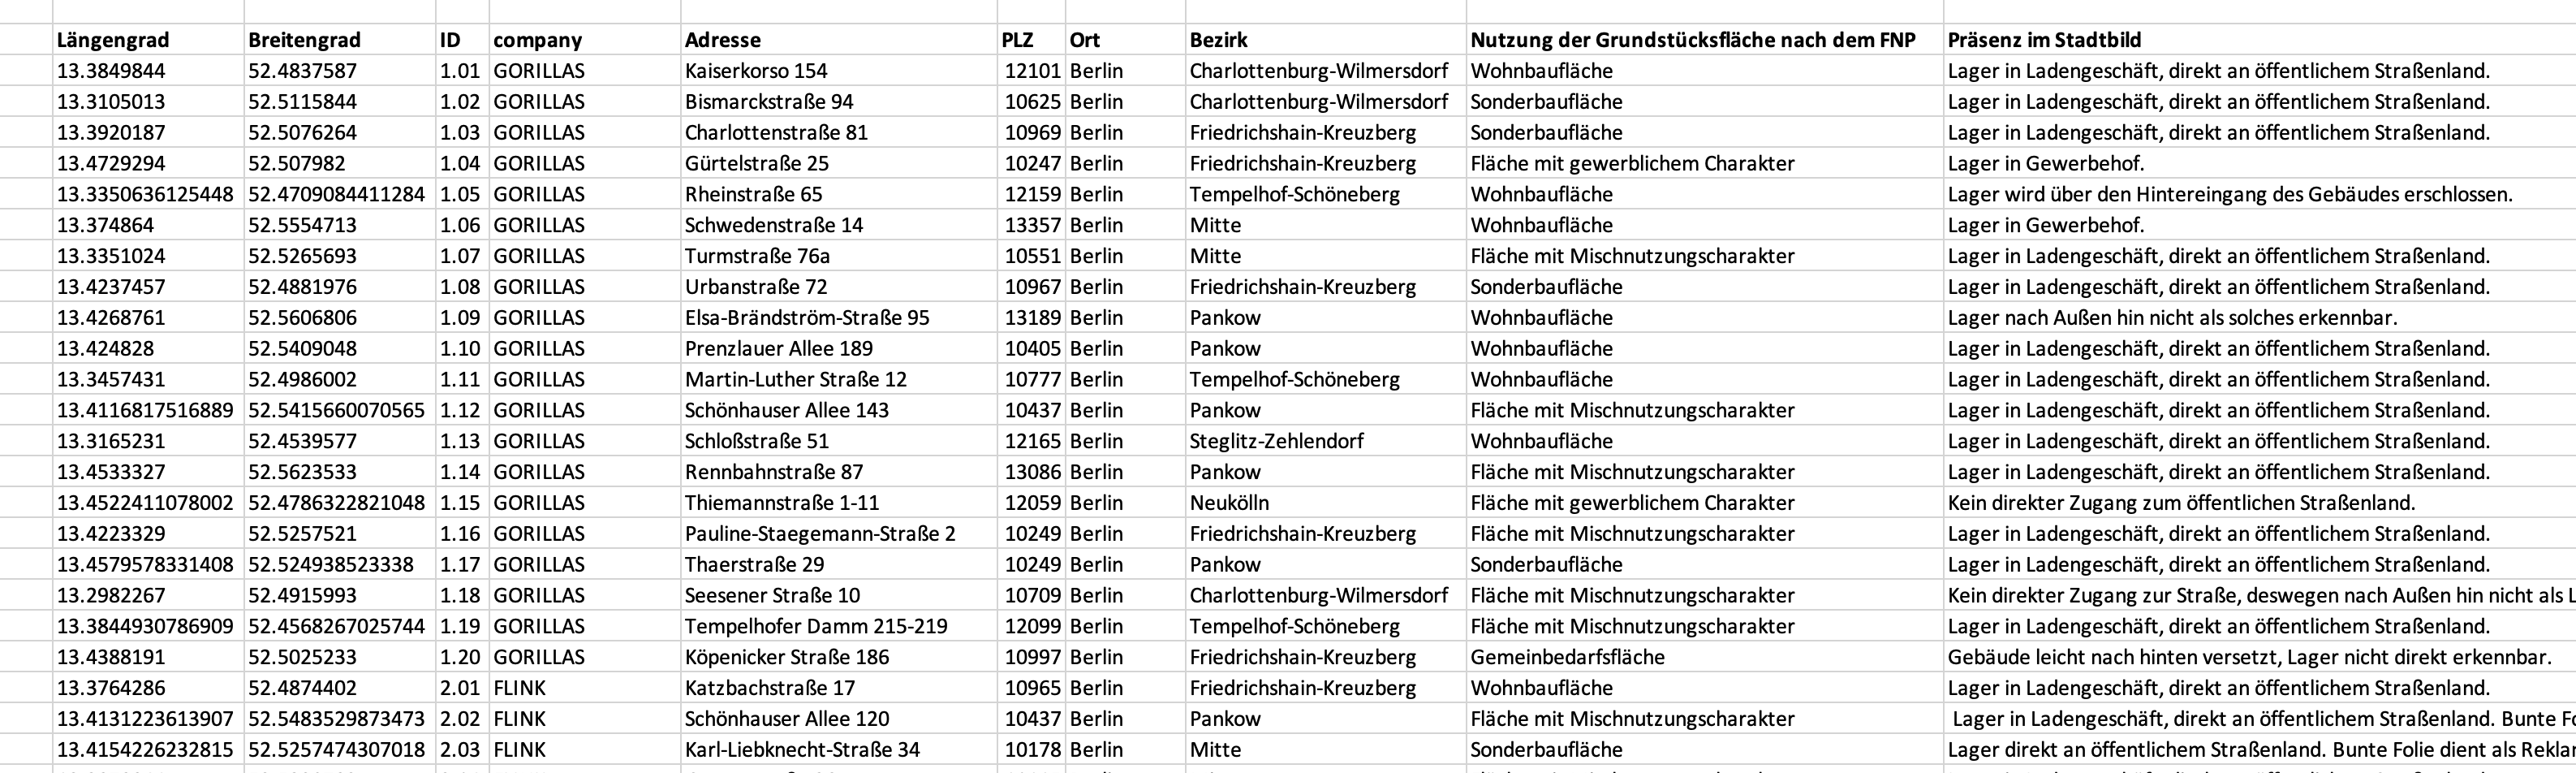 Längengrad Breitengrad ID company Adresse PLZ Ort Bezirk Nutzung der Grundstücksfläche nach dem FNP Präsenz im Stadtbild
13.3849844 52.4837587 1.01 GORILLAS Kaiserkorso 154 12101 Berlin Charlottenburg-Wilmersdorf Wohnbaufläche Lager in Ladengeschäft, direkt an öffentlichem Straßenland.
13.3105013 52.5115844 1.02 GORILLAS Bismarckstraße 94 10625 Berlin Charlottenburg-Wilmersdorf Sonderbaufläche Lager in Ladengeschäft, direkt an öffentlichem Straßenland.
13.3920187 52.5076264 1.03 GORILLAS Charlottenstraße 81 10969 Berlin Friedrichshain-Kreuzberg Sonderbaufläche Lager in Ladengeschäft, direkt an öffentlichem Straßenland.
13.4729294 52.507982 1.04 GORILLAS Gürtelstraße 25 10247 Berlin Friedrichshain-Kreuzberg Fläche mit gewerblichem Charakter Lager in Gewerbehof.
13.3350636125448 52.4709084411284 1.05 GORILLAS Rheinstraße 65 12159 Berlin Tempelhof-Schöneberg Wohnbaufläche Lager wird über den Hintereingang des Gebäudes erschlossen.
13.374864 52.5554713 1.06 GORILLAS Schwedenstraße 14 13357 Berlin Mitte Wohnbaufläche Lager in Gewerbehof.
13.3351024 52.5265693 1.07 GORILLAS Turmstraße 76a 10551 Berlin Mitte Fläche mit Mischnutzungscharakter Lager in Ladengeschäft, direkt an öffentlichem Straßenland.
13.4237457 52.4881976 1.08 GORILLAS Urbanstraße 72 10967 Berlin Friedrichshain-Kreuzberg Sonderbaufläche Lager in Ladengeschäft, direkt an öffentlichem Straßenland.
13.4268761 52.5606806 1.09 GORILLAS Elsa-Brändström-Straße 95 13189 Berlin Pankow Wohnbaufläche Lager nach Außen hin nicht als solches erkennbar.
13.424828 52.5409048 1.10 GORILLAS Prenzlauer Allee 189 10405 Berlin Pankow Wohnbaufläche Lager in Ladengeschäft, direkt an öffentlichem Straßenland.
13.3457431 52.4986002 1.11 GORILLAS Martin-Luther Straße 12 10777 Berlin Tempelhof-Schöneberg Wohnbaufläche Lager in Ladengeschäft, direkt an öffentlichem Straßenland.
13.4116817516889 52.5415660070565 1.12 GORILLAS Schönhauser Allee 143 10437 Berlin Pankow Fläche mit Mischnutzungscharakter Lager in Ladengeschäft, direkt an öffentlichem Straßenland.
13.3165231 52.4539577 1.13 GORILLAS Schloßstraße 51 12165 Berlin Steglitz-Zehlendorf Wohnbaufläche Lager in Ladengeschäft, direkt an öffentlichem Straßenland.
13.4533327 52.5623533 1.14 GORILLAS Rennbahnstraße 87 13086 Berlin Pankow Fläche mit Mischnutzungscharakter Lager in Ladengeschäft, direkt an öffentlichem Straßenland.
13.4522411078002 52.4786322821048 1.15 GORILLAS Thiemannstraße 1-11 12059 Berlin Neukölln Fläche mit gewerblichem Charakter Kein direkter Zugang zum öffentlichen Straßenland.
13.4223329 52.5257521 1.16 GORILLAS Pauline-Staegemann-Straße 2 10249 Berlin Friedrichshain-Kreuzberg Fläche mit Mischnutzungscharakter Lager in Ladengeschäft, direkt an öffentlichem Straßenland.
13.4579578331408 52.524938523338 1.17 GORILLAS Thaerstraße 29 10249 Berlin Pankow Sonderbaufläche Lager in Ladengeschäft, direkt an öffentlichem Straßenland.
13.2982267 52.4915993 1.18 GORILLAS Seesener Straße 10 10709 Berlin Charlottenburg-Wilmersdorf Fläche mit Mischnutzungscharakter Kein direkter Zugang zur Straße, deswegen nach Außen hin nicht als
13.3844930786909 52.4568267025744 1.19 GORILLAS Tempelhofer Damm 215-219 12099 Berlin Tempelhof-Schöneberg Fläche mit Mischnutzungscharakter Lager in Ladengeschäft, direkt an öffentlichem Straßenland.
13.4388191 52.5025233 1.20 GORILLAS Köpenicker Straße 186 10997 Berlin Friedrichshain-Kreuzberg Gemeinbedarfsfläche Gebäude leicht nach hinten versetzt, Lager nicht direkt erkennbar.
13.3764286 52.4874402 2.01 FLINK Katzbachstraße 17 10965 Berlin Friedrichshain-Kreuzberg Wohnbaufläche Lager in Ladengeschäft, direkt an öffentlichem Straßenland.
13.4131223613907 52.5483529873473 2.02 FLINK Schönhauser Allee 120 10437 Berlin Pankow Fläche mit Mischnutzungscharakter Lager in Ladengeschäft, direkt an öffentlichem Straßenland. Bunte
13.4154226232815 52.5257474307018 2.03 FLINK Karl-Liebknecht-Straße 34 10178 Berlin Mitte Sonderbaufläche Lager direkt an öffentlichem Straßenland. Bunte Folie dient als